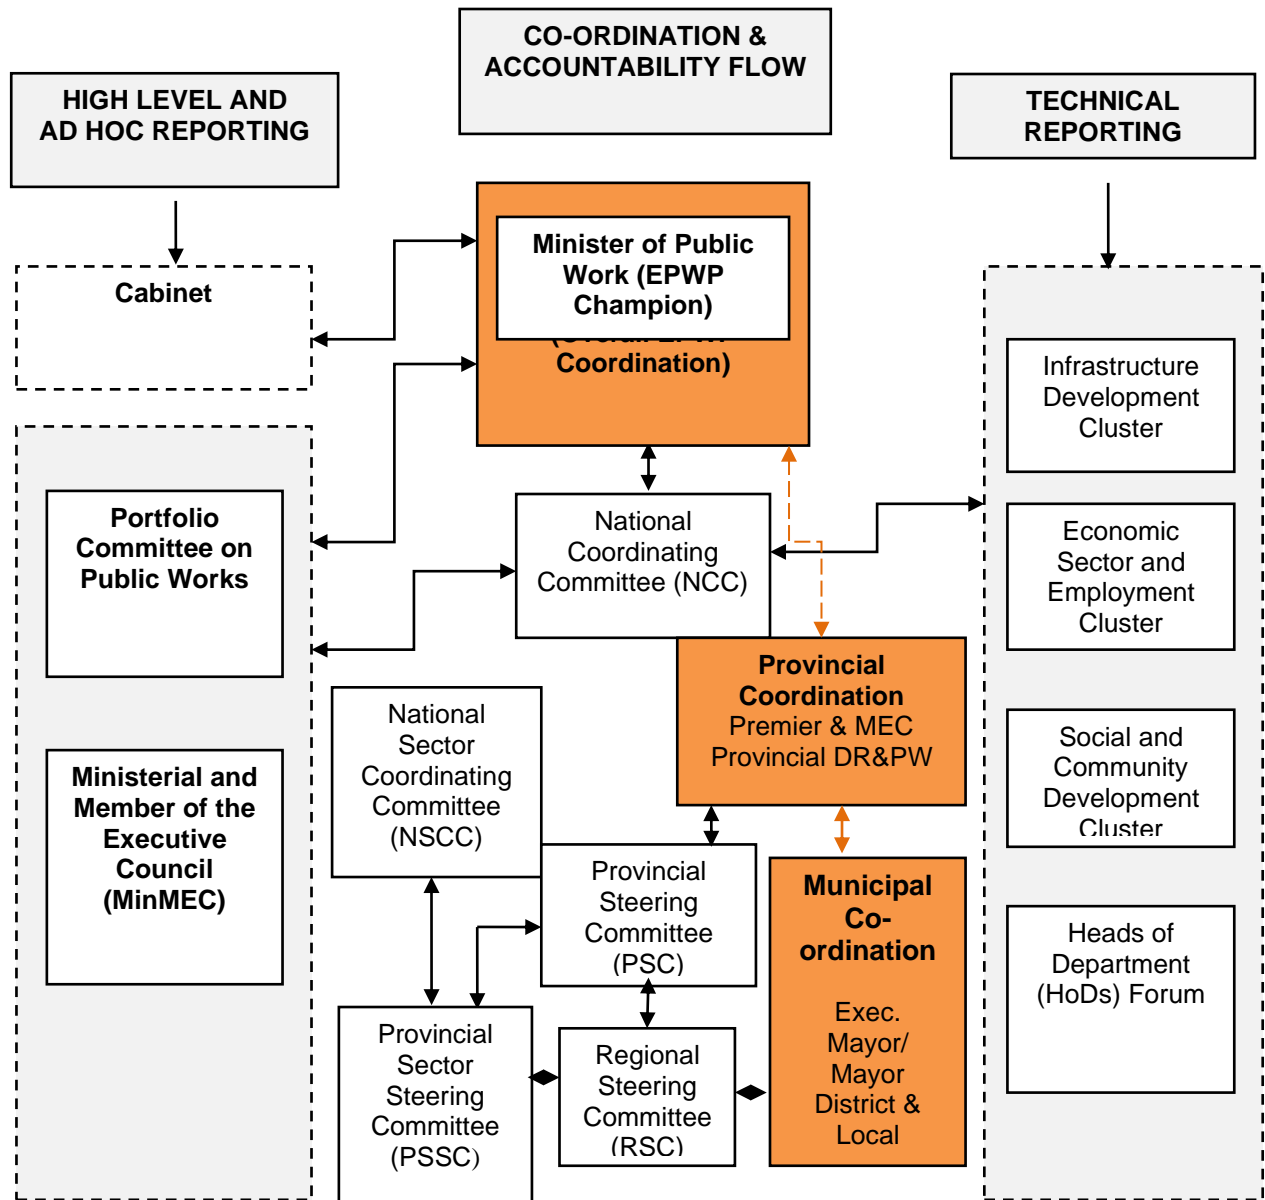 CO-ORDINATION &
ACCOUNTABILITY FLOW
HIGH LEVEL AND
AD HOC REPORTING
TECHNICAL
REPORTING
Minister of Public
Work (EPWP
Champion)
Coordination)
Cabinet
Infrastructure
Development
Cluster
Portfolio
Committee on
Public Works
National
Coordinating
Committee (NCC)
Economic
Sector and
Employment
Cluster
Provincial
Coordination
Premier & MEC
Provincial DR&PW
National
Sector
Coordinating
Committee
(NSCC)
Social and
Community
Development
Cluster
Ministerial and
Member of the
Executive
Council
(MinMEC)
Provincial
Steering
Committee
(PSC)
Municipal
Co-
ordination
Exec.
Mayor/
Mayor
District &
Local
Heads of
Department
(HoDs) Forum
Provincial
Sector
Steering
Committee
(PSSC)
Regional
Steering
Committee
(RSC)